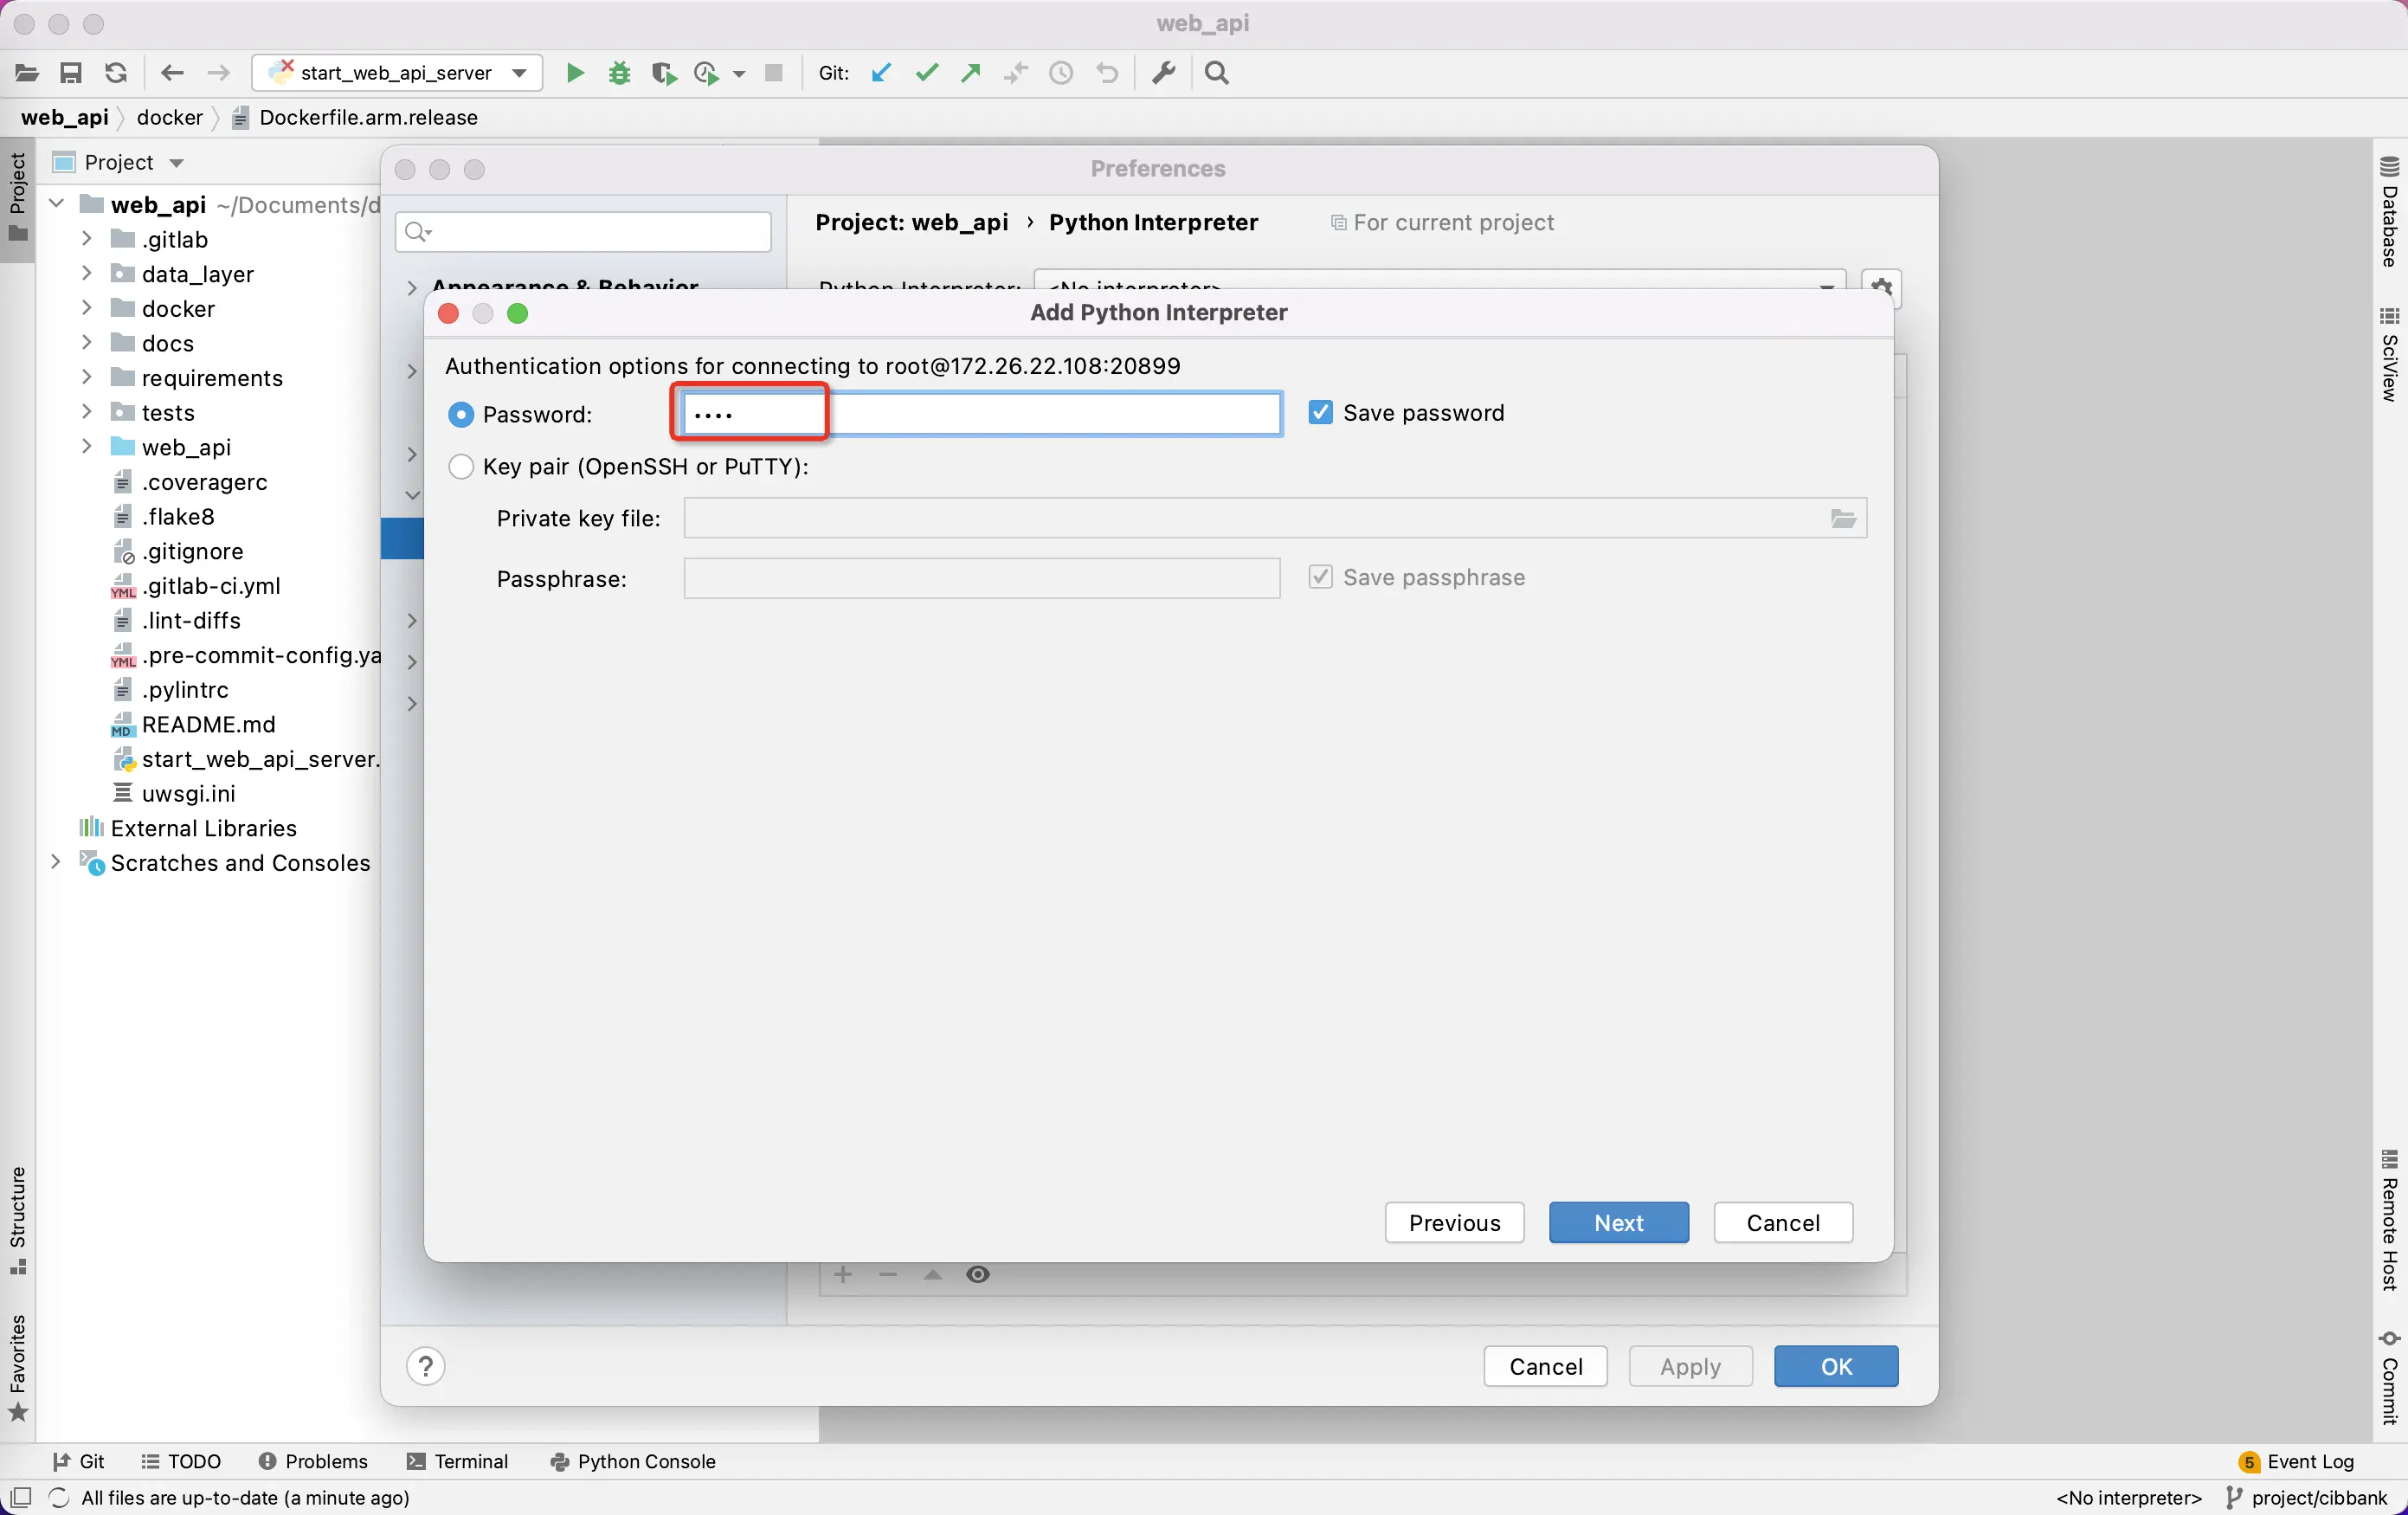 web_api
start_web_api_server
Git:
web_api
docker
Dockerfile.arm.release
Project
Project
web_api ~/Documents/d
.gitlab
data_layer
docker
docs
requirements
tests
web_api
.coveragerc
.flake8
.gitignore
.gitlab-ci.yml
.lint-diffs
.pre-commit-config.ya
.pylintrc
README.md
start_web_api_server.
uwsgi.ini
External Libraries
Scratches and Consoles
Structure
Favorites
Preferences
Appearance & Behavior
Project: web_api › Python Interpreter
For current project
Python Interpreter: <No interpreter>
Add Python Interpreter
Authentication options for connecting to root@172.26.22.108:20899
Password:
••••
Save password
Key pair (OpenSSH or PuTTY):
Private key file:
Passphrase:
Save passphrase
Previous
Next
Cancel
?
Cancel
Apply
OK
Database
SciView
Remote Host
Commit
Git
TODO
Problems
Terminal
Python Console
5 Event Log
All files are up-to-date (a minute ago)
<No interpreter>
project/cibbank